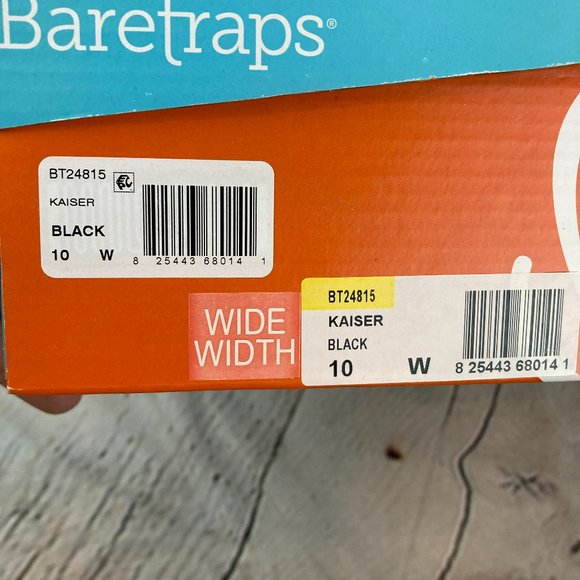 Baretraps®
BT24815
KAISER
BLACK
10 W
8 25443 68014 1
WIDE
WIDTH
BT24815
KAISER
BLACK
10 W
8 25443 68014 1